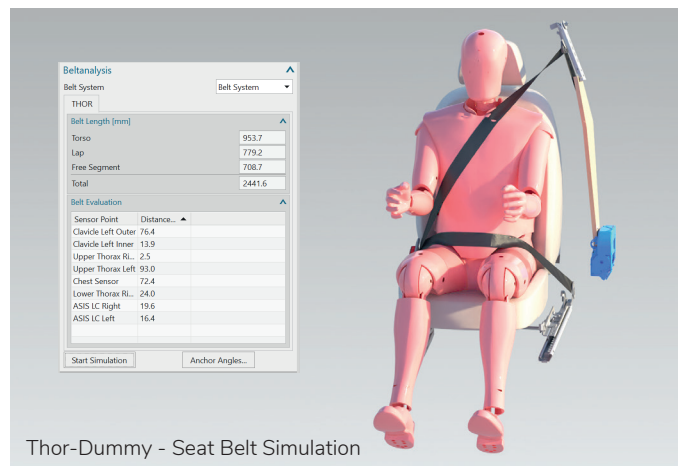 Beltanalysis
Belt System Belt System
THOR
Belt Length [mm]
Torso 953.7
Lap 779.2
Free Segment 708.7
Total 2441.6
Belt Evaluation
Sensor Point Distance...
Clavide Left Outer 76.4
Clavide Left Inner 13.9
Upper Thorax Ri... 2.5
Upper Thorax Left 93.0
Chest Sensor 72.4
Lower Thorax Ri... 24.0
ASIS LC Right 19.6
ASIS LC Left 16.4
Start Simulation Anchor Angles...
Thor-Dummy - Seat Belt Simulation